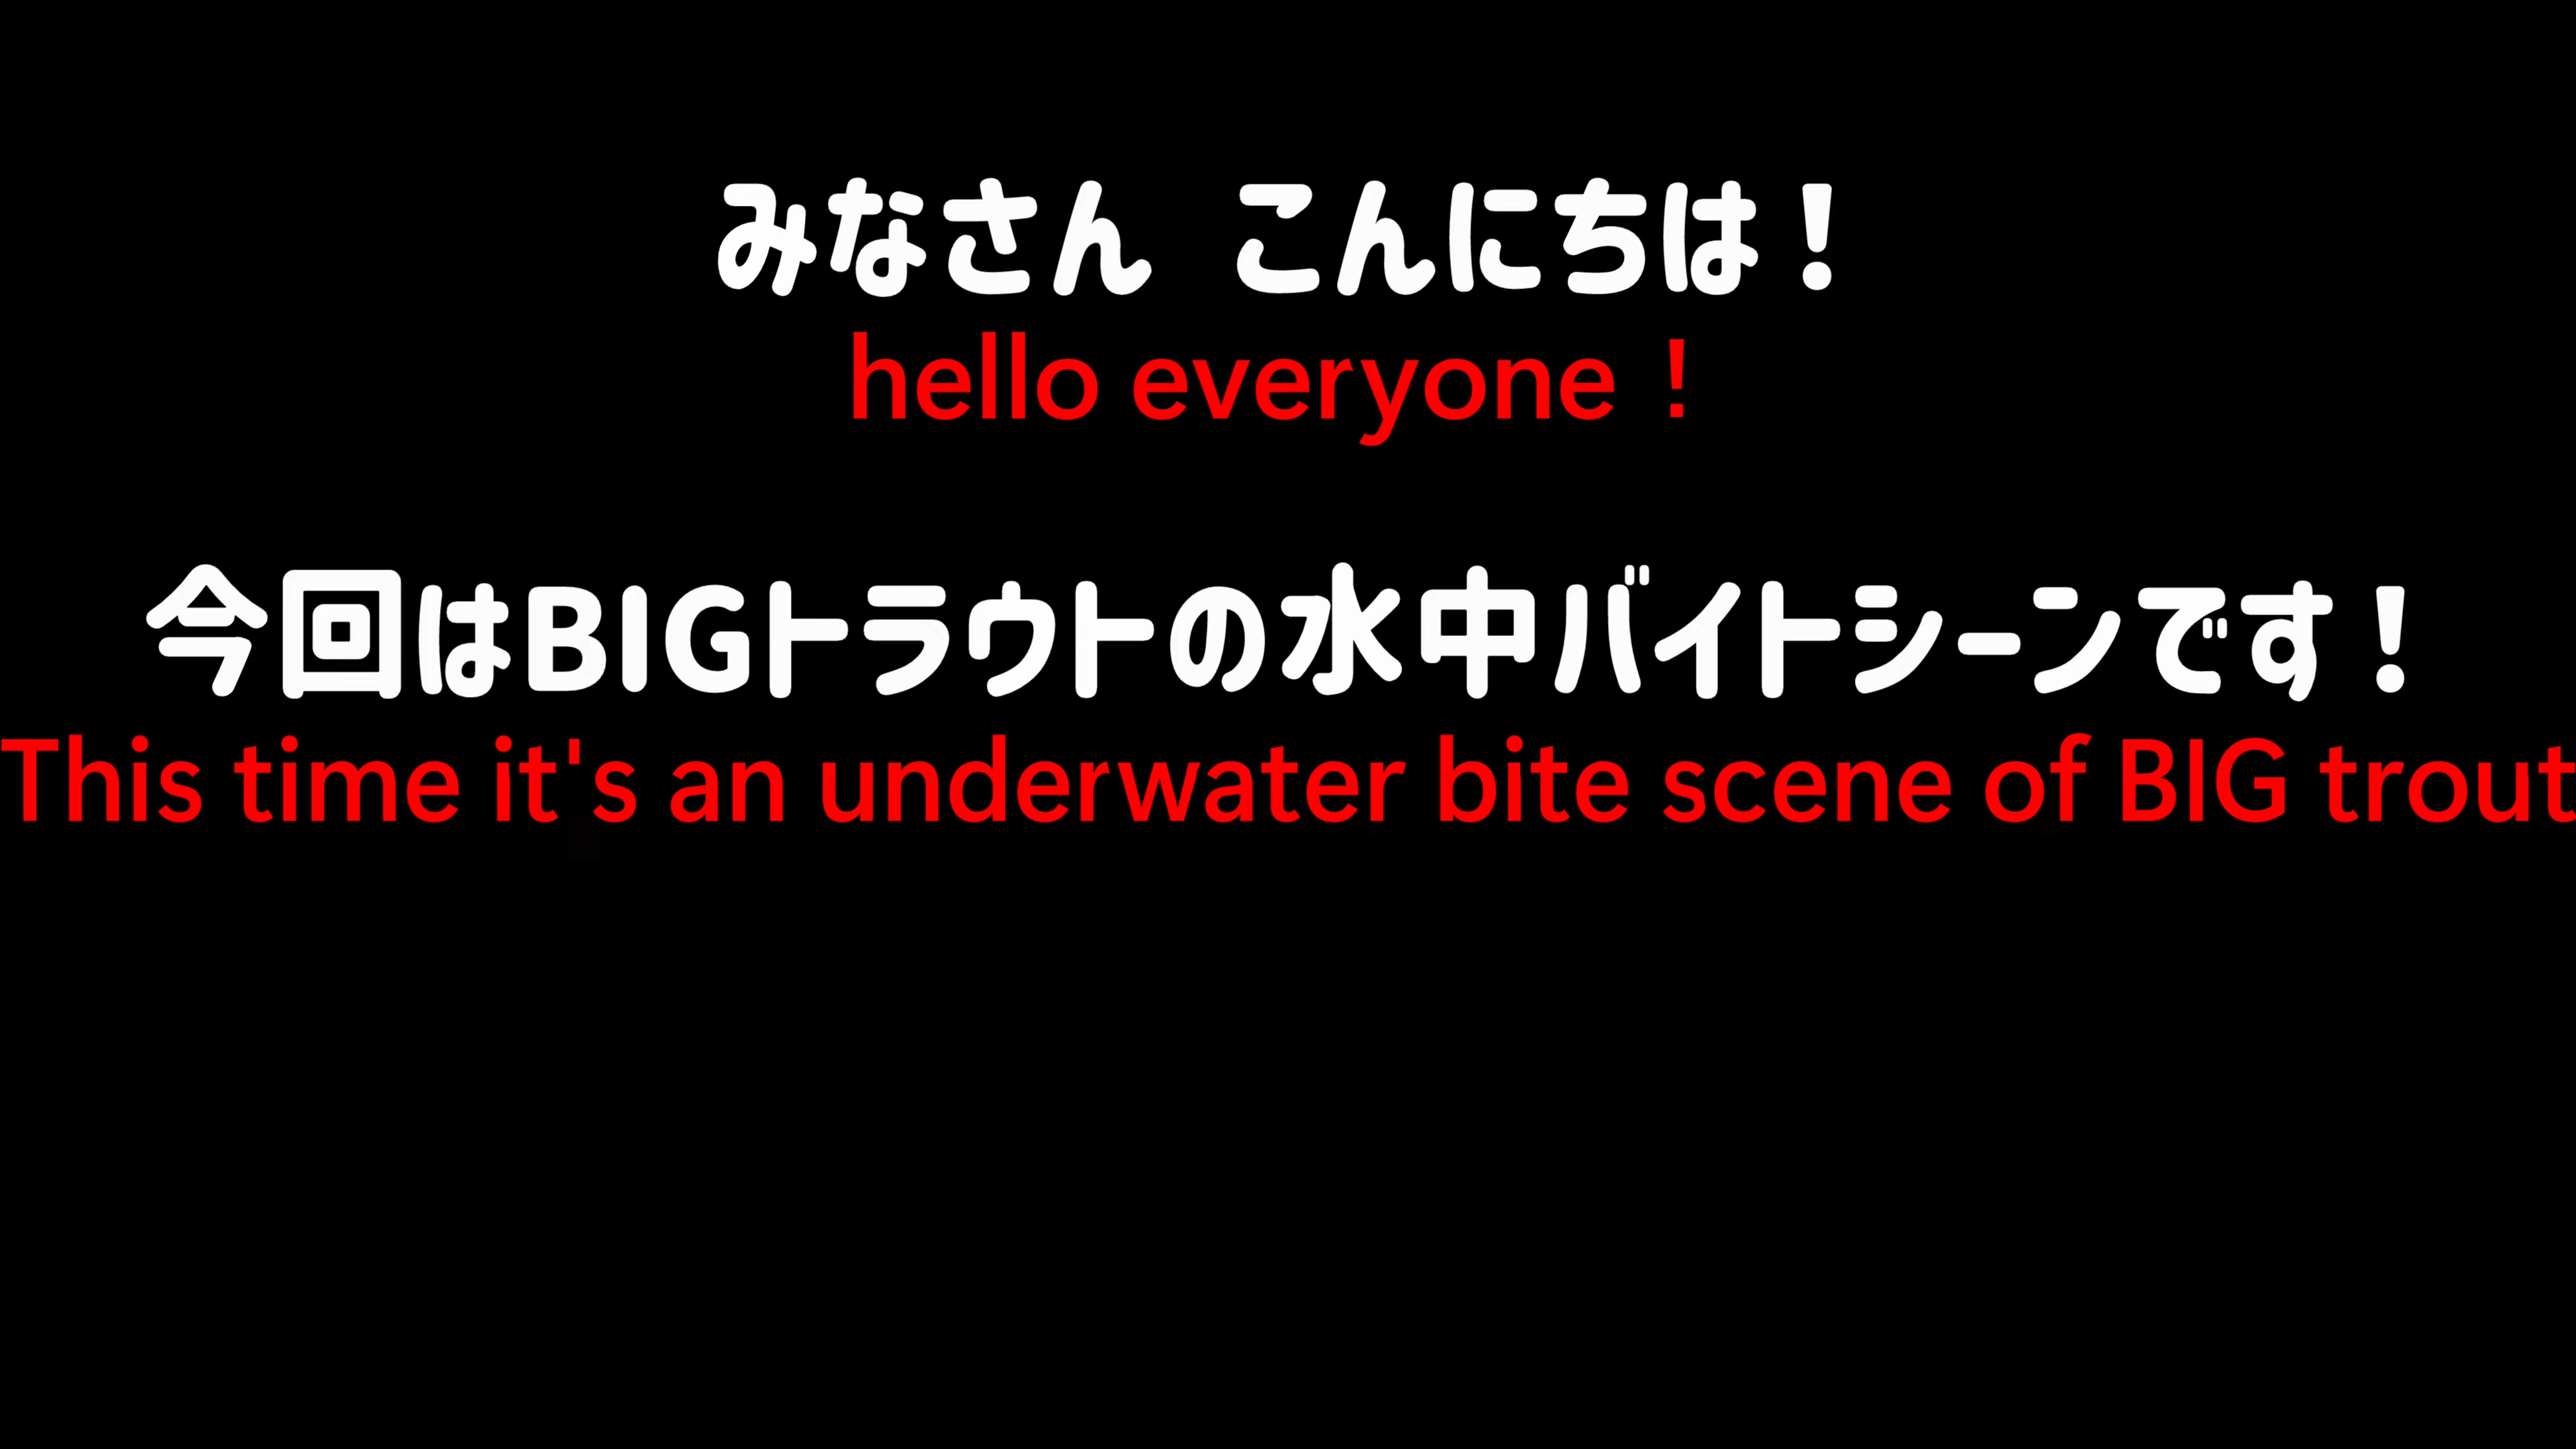 みなさん こんにちは！
hello everyone！
今回はBIGトラウトの水中バイトシーンです！
This time it's an underwater bite scene of BIG trout